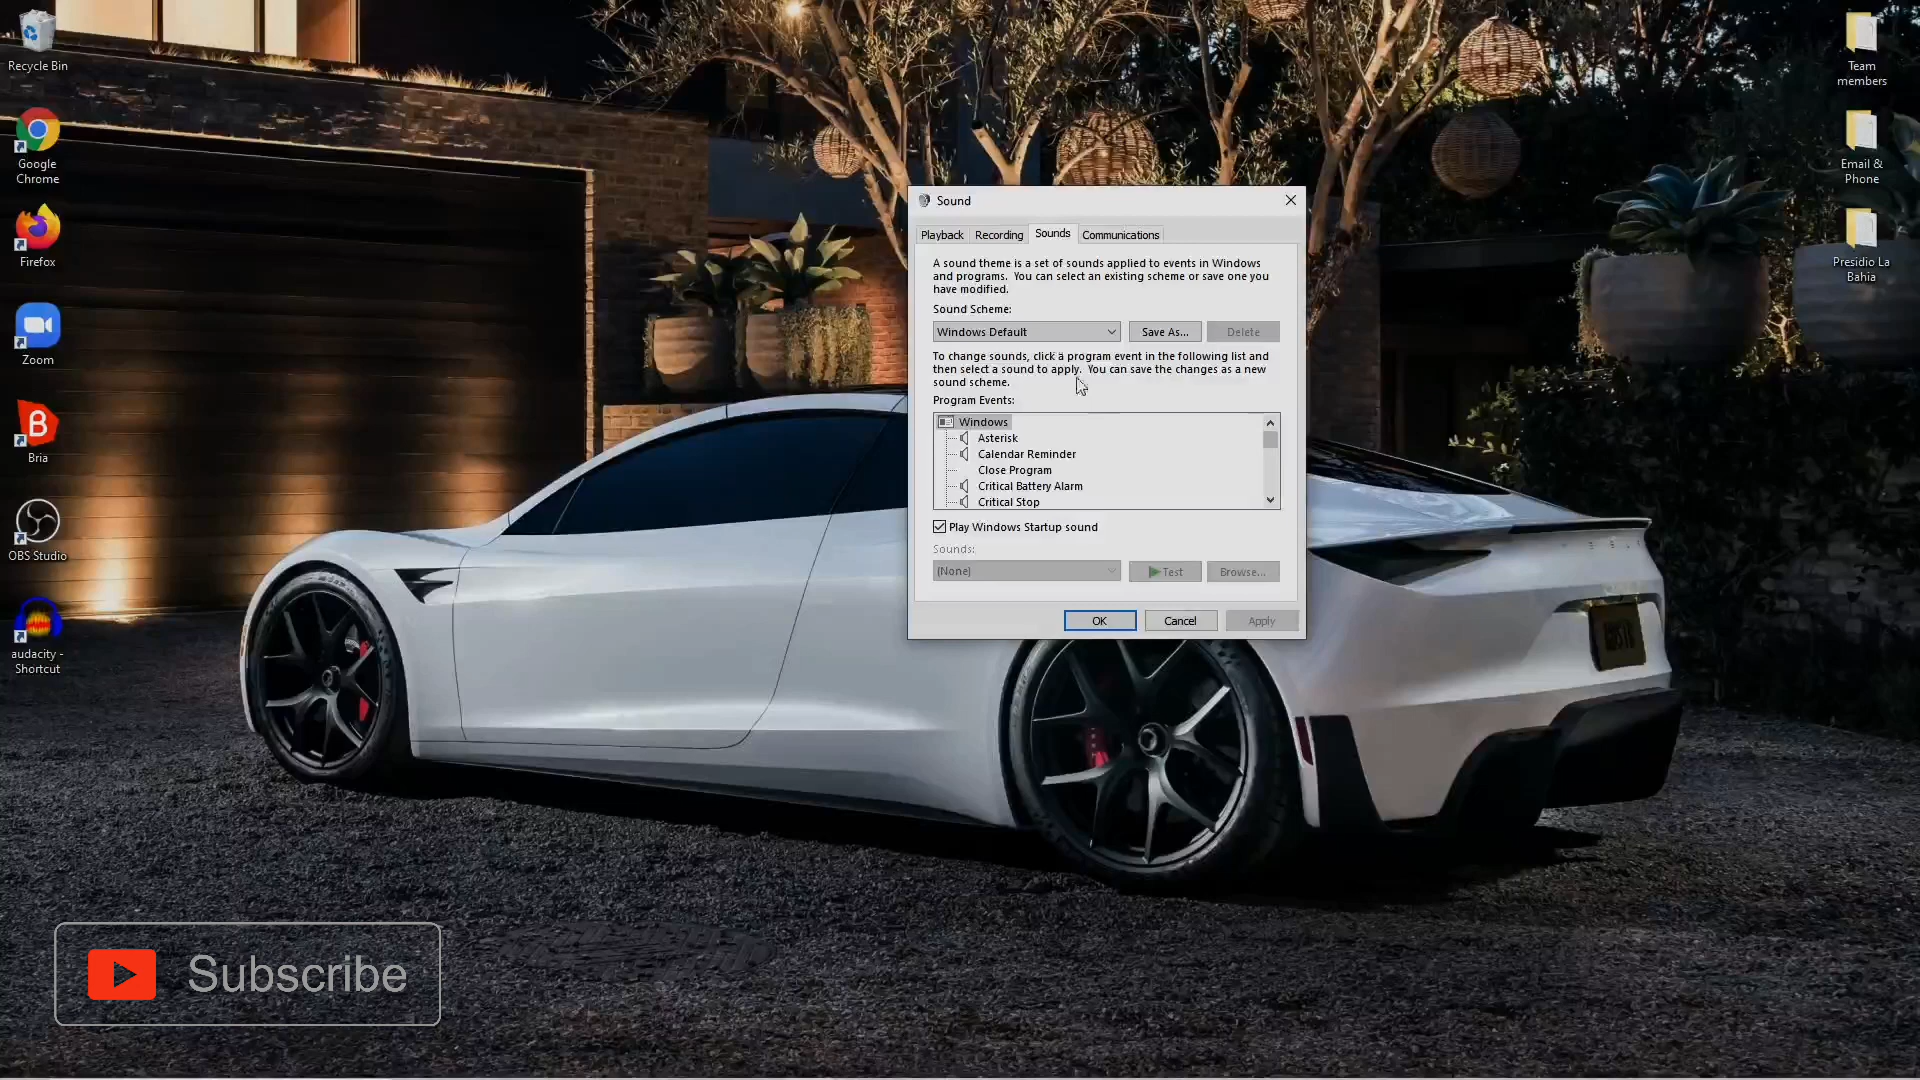 Recycle Bin
Google
Chrome
Firefox
Zoom
Bria
OBS Studio
audacity -
Shortcut
Team
members
Email &
Phone
Presidio La
Bahia
Sound
Playback
Recording
Sounds
Communications
A sound theme is a set of sounds applied to events in Windows
and programs. You can select an existing scheme or save one you
have modified.
Sound Scheme:
Windows Default
Save As...
Delete
To change sounds, click a program event in the following list and
then select a sound to apply. You can save the changes as a new
sound scheme.
Program Events:
Windows
Asterisk
Calendar Reminder
Close Program
Critical Battery Alarm
Critical Stop
Play Windows Startup sound
Sounds:
(None)
Test
Browse...
OK
Cancel
Apply
Subscribe